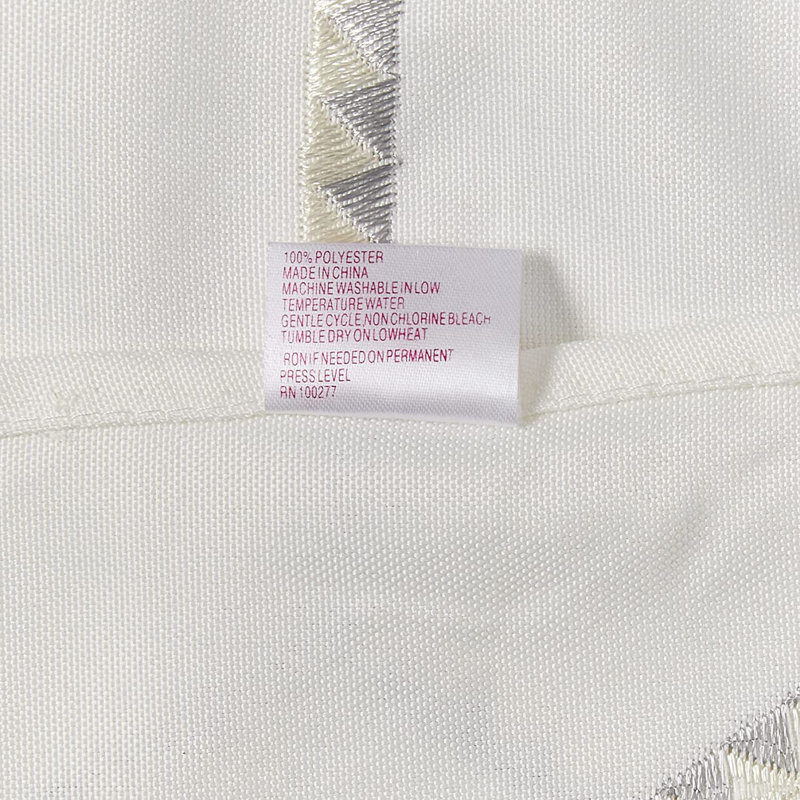 100% POLYESTER
MADE IN CHINA
MACHINE WASHABLE IN LOW
TEMPERATURE WATER
GENTLE CYCLE,NON CHLORINE BLEACH
TUMBLE DRY ON LOWHEAT
IRON IF NEEDED ON PERMANENT
PRESS LEVEL
RN 100277